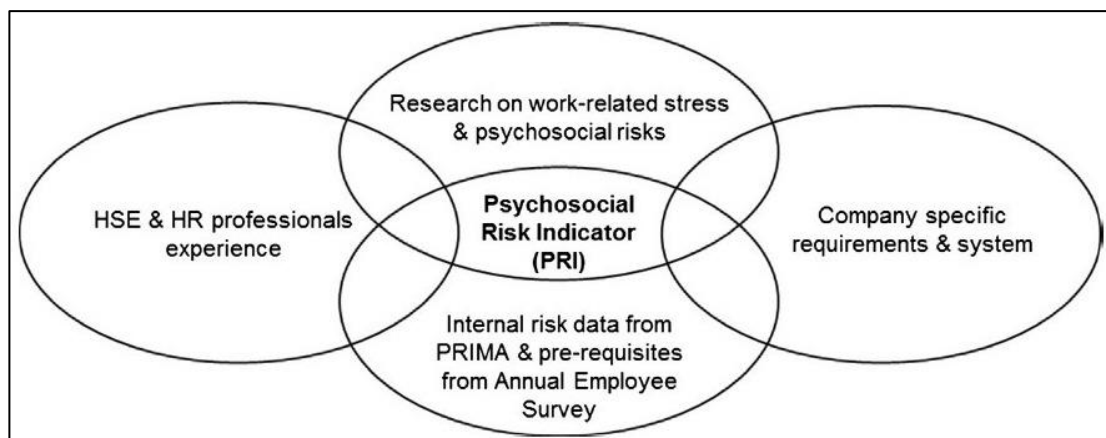 Research on work-related stress
& psychosocial risks
HSE & HR professionals
experience
Psychosocial
Risk Indicator
(PRI)
Company specific
requirements & system
Internal risk data from
PRIMA & pre-requisites
from Annual Employee
Survey